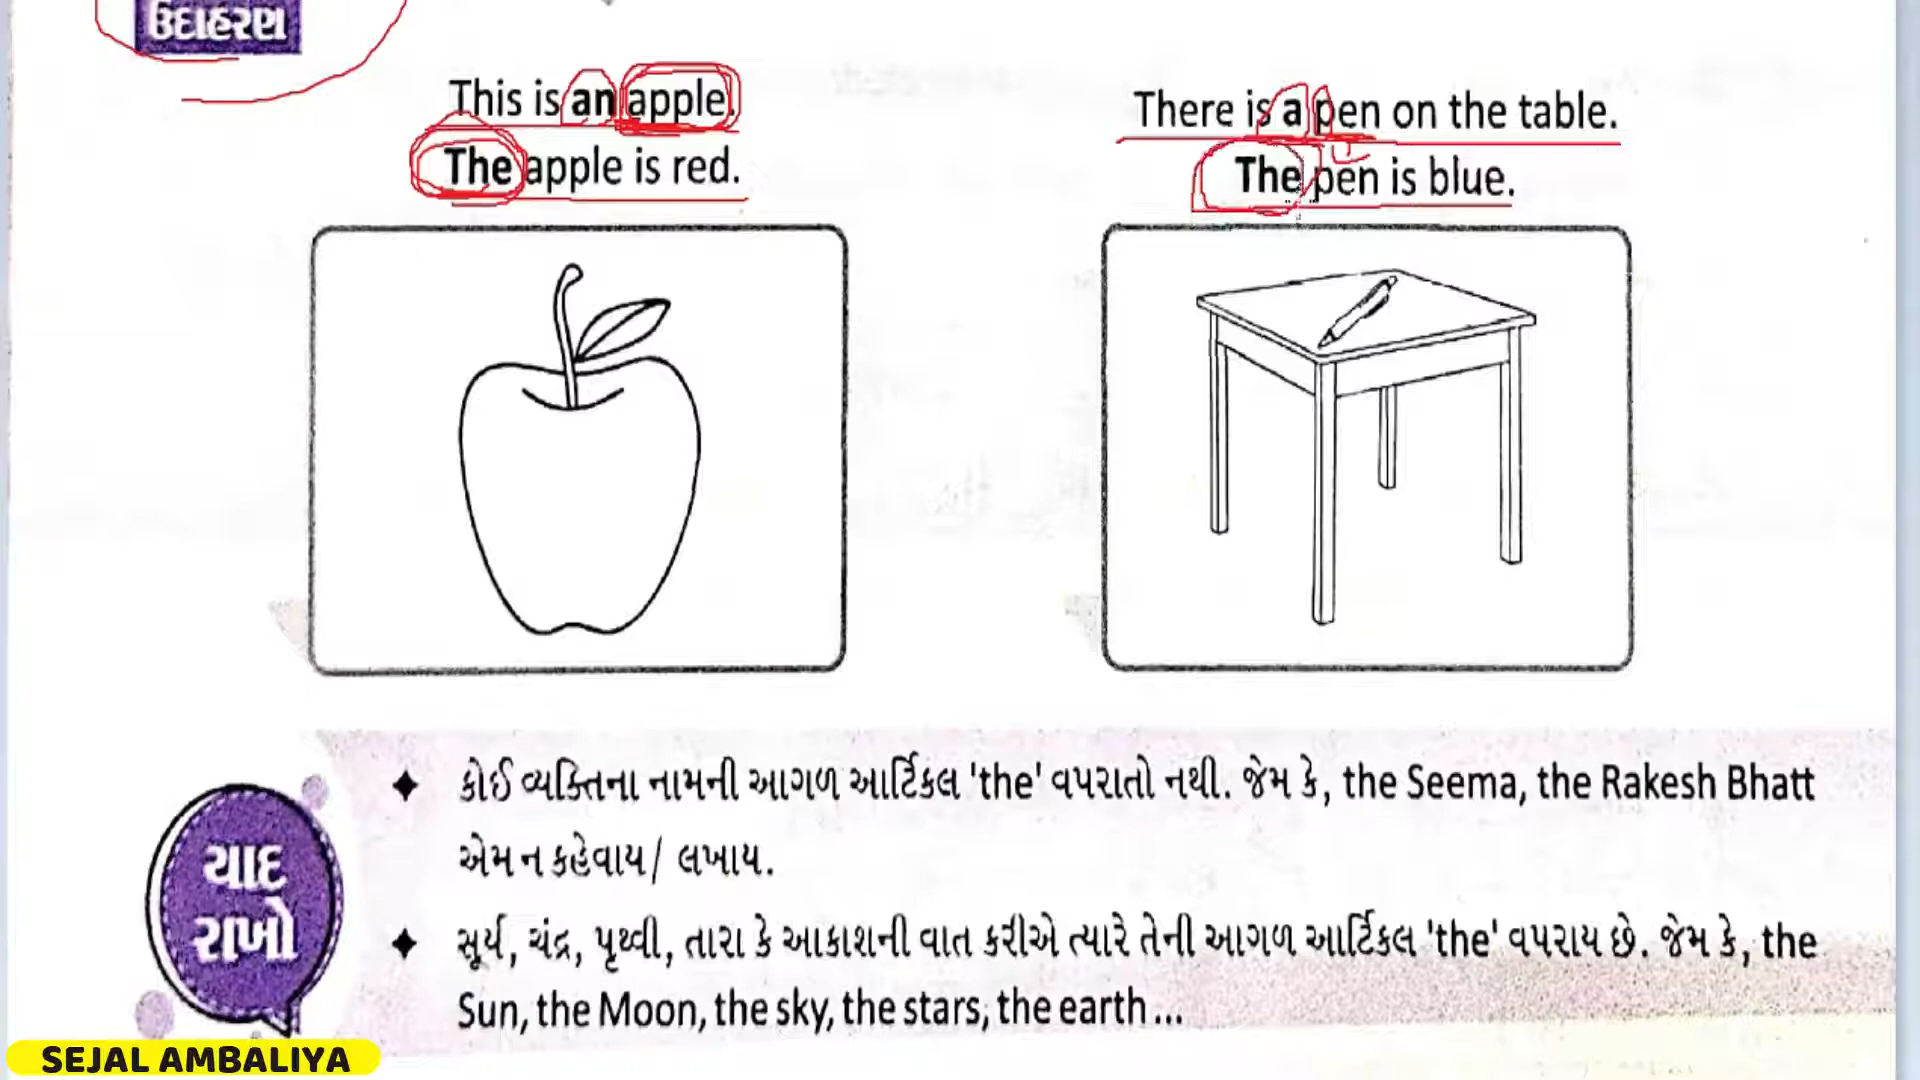 ઉદાહરણ
This is an apple.
The apple is red.
There is a pen on the table.
The pen is blue.
યાદ
રાખો
કોઈ વ્યક્તિના નામની આગળ આર્ટિકલ 'the' વપરાતો નથી. જેમ કે, the Seema, the Rakesh Bhatt
એમ ન કહેવાય/ લખાય.
સૂર્ય, ચંદ્ર, પૃથ્વી, તારા કે આકાશની વાત કરીએ ત્યારે તેની આગળ આર્ટિકલ 'the' વપરાય છે. જેમ કે, the
Sun, the Moon, the sky, the stars, the earth ...
SEJAL AMBALIYA